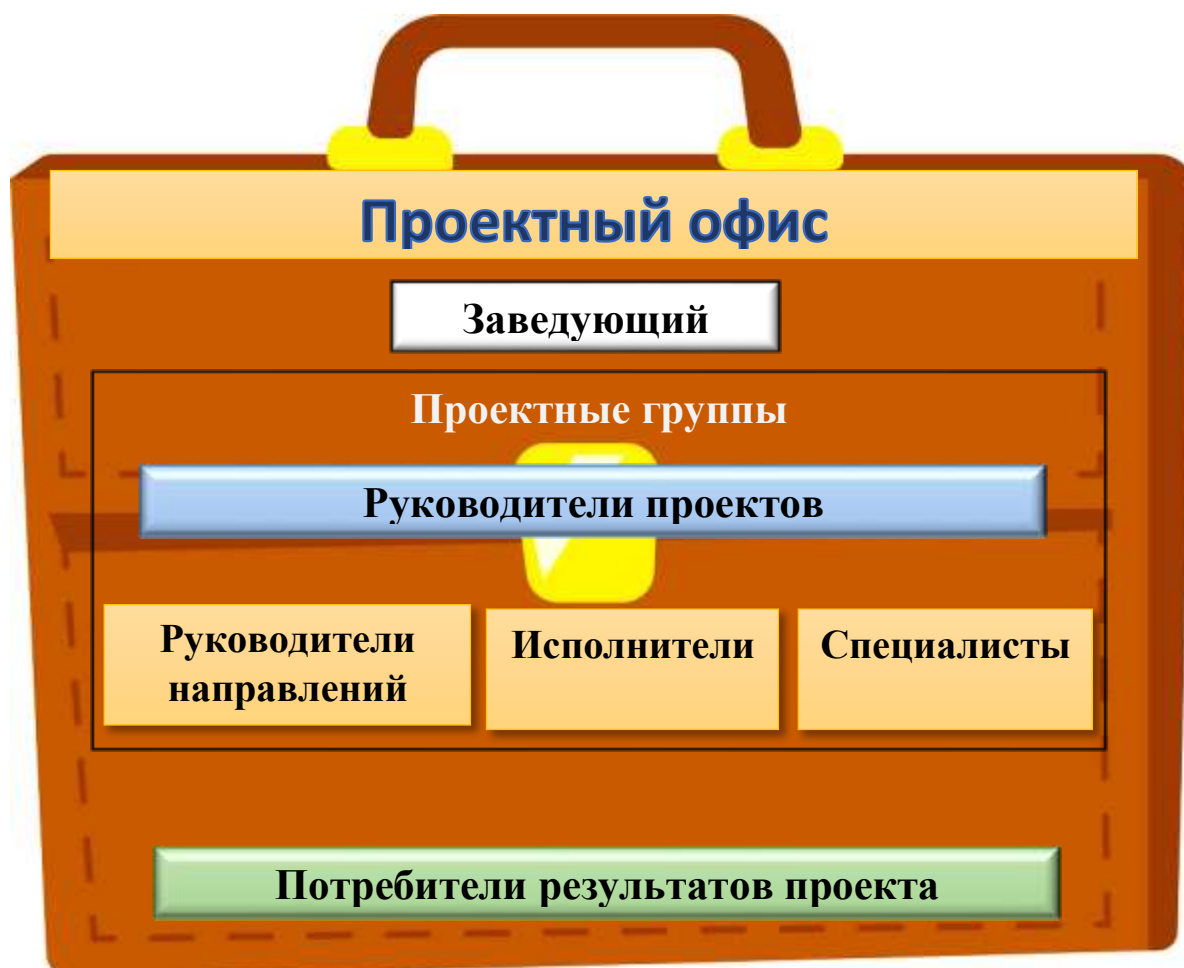 Проектный офис
Заведующий
Проектные группы
Руководители проектов
Руководители
направлений
Исполнители
Специалисты
Потребители результатов проекта